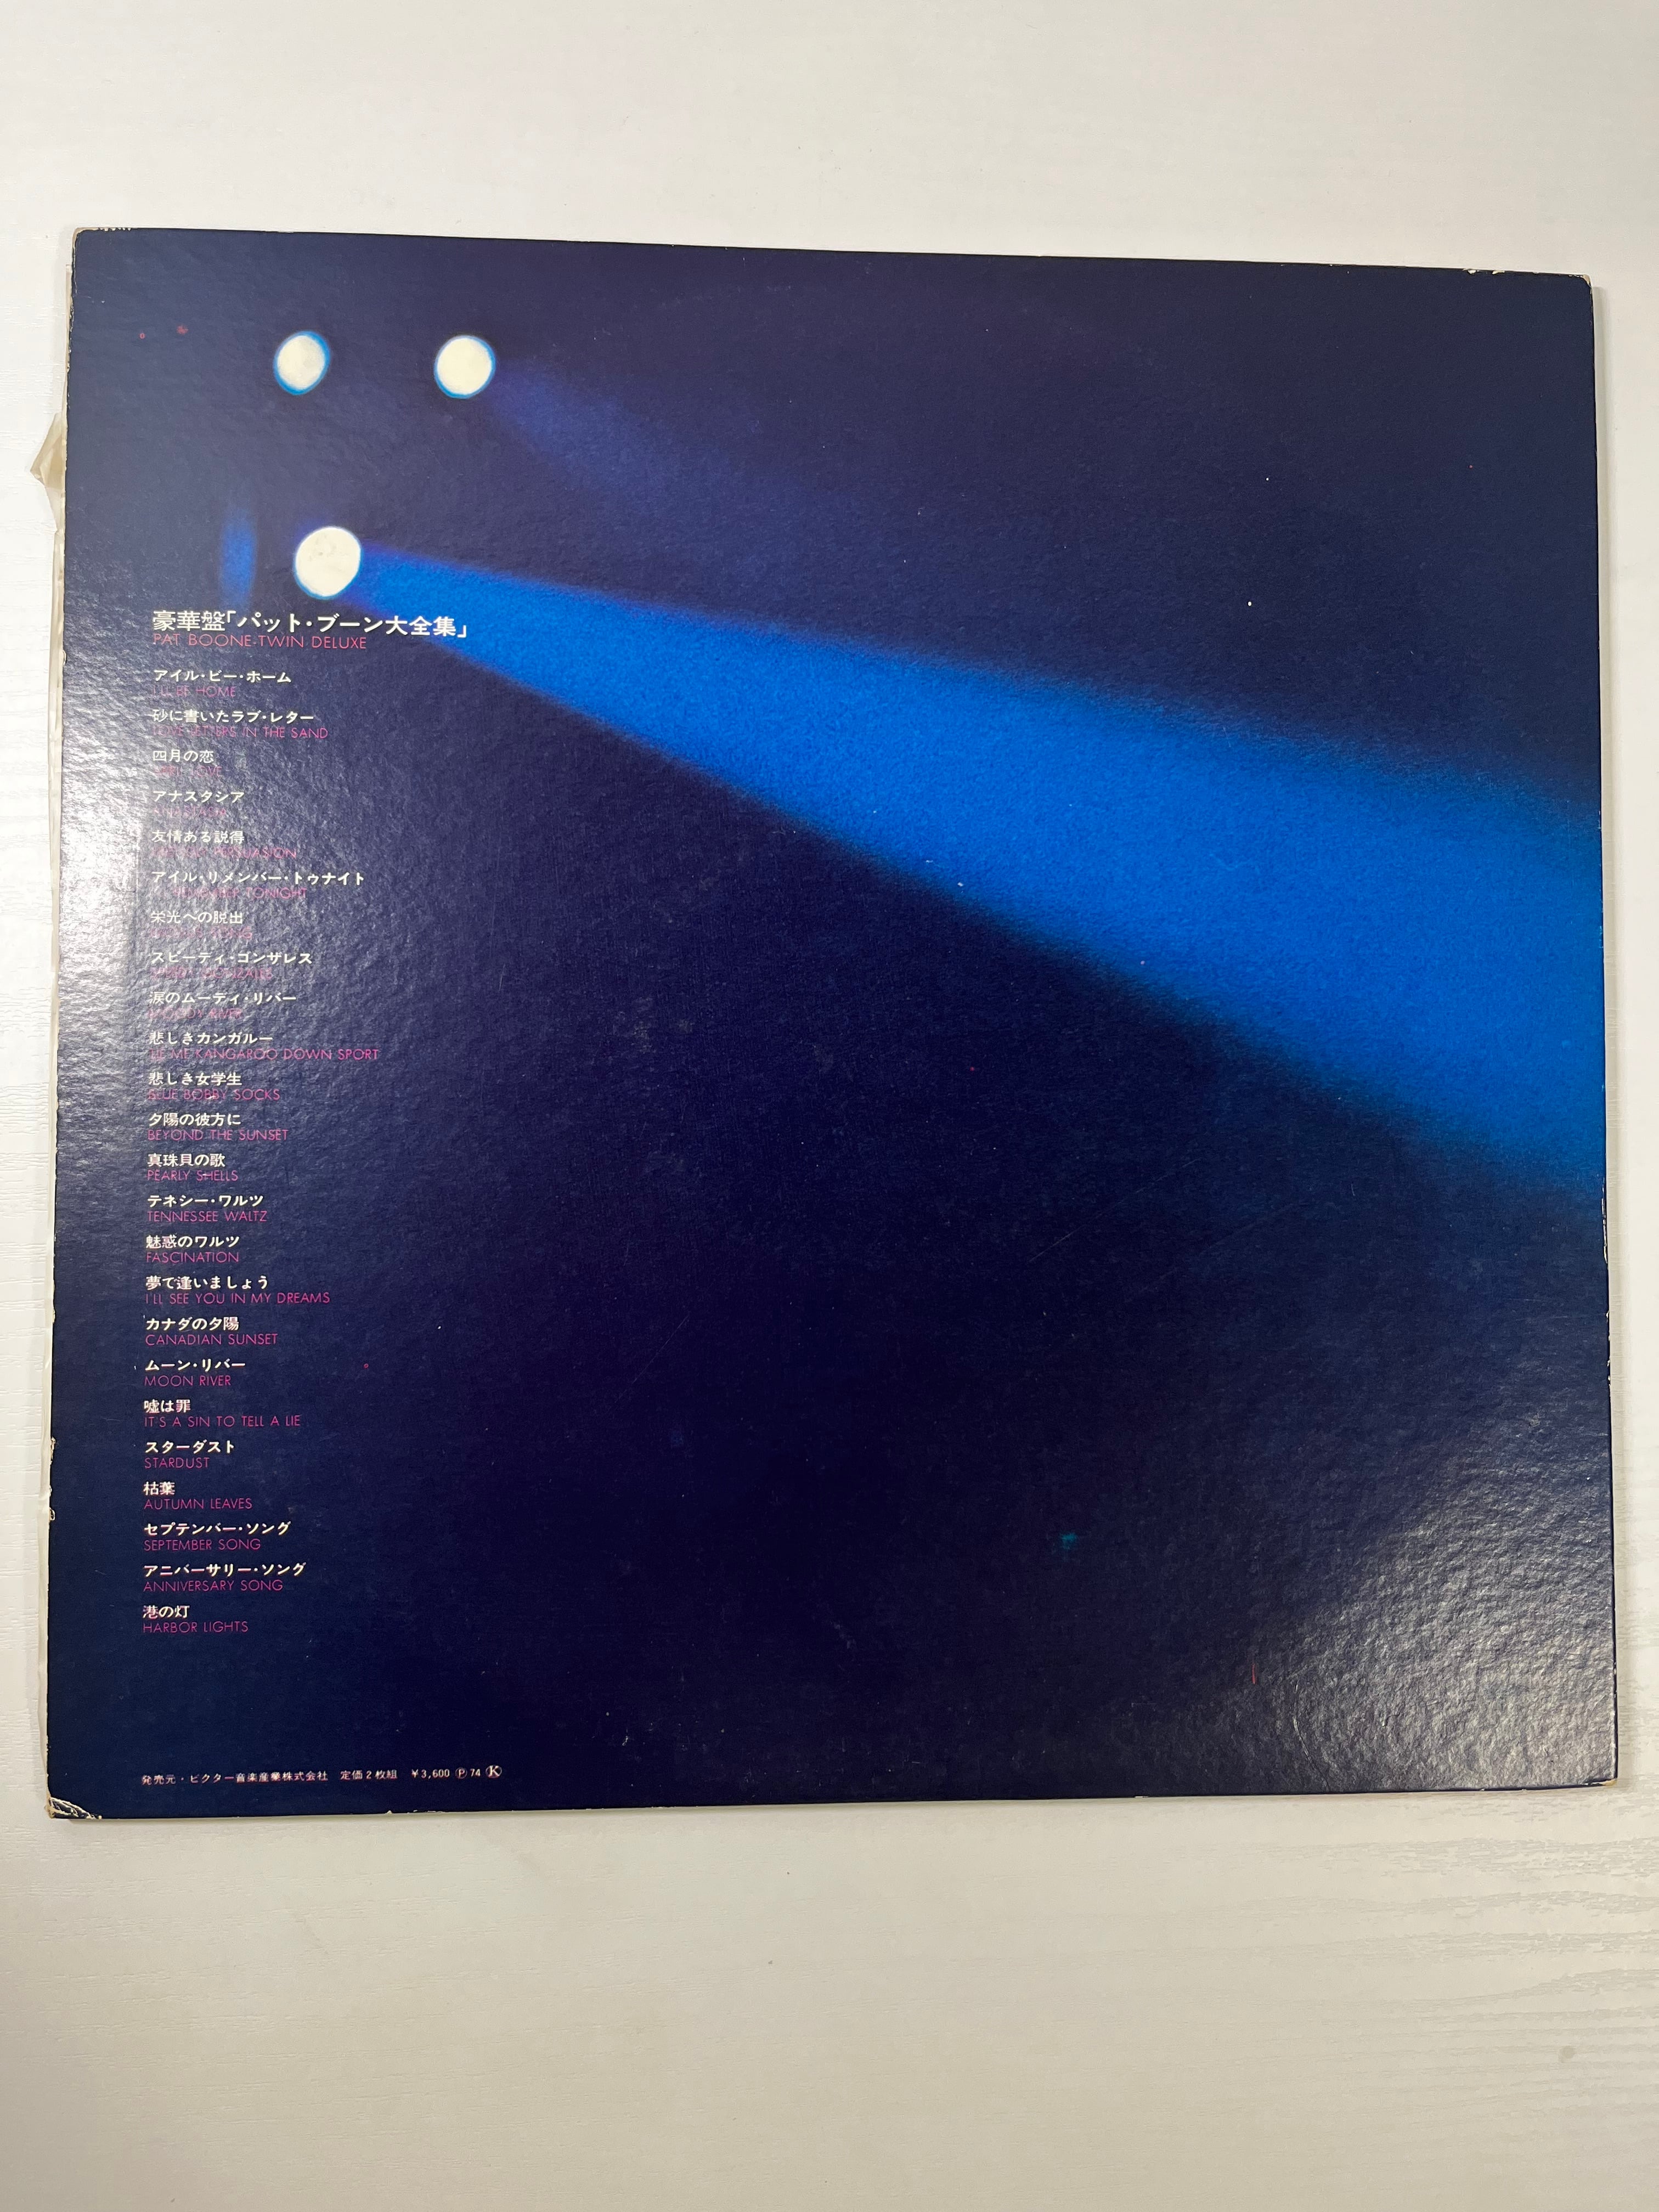 豪華盤「パット・ブーン大全集」
PAT BOONE-TWIN DELUXE
アイル・ビー・ホーム
I'LL BE HOME
砂に書いたラブ・レター
LOVE LETTERS IN THE SAND
四月の恋
APRIL LOVE
アナスタシア
友情ある説得
PERSUASION
アイル・リメンバー・トゥナイト
I'LL REMEMBER TONIGHT
栄光への脱出
スピーディ・ゴンザレス
SPEEDY GONZALES
涙のムーディ・リバー
MOODY RIVER
悲しきカンガルー
TIE ME KANGAROO DOWN SPORT
悲しき女学生
BLUE BOBBY SOCKS
夕陽の彼方に
BEYOND THE SUNSET
真珠貝の歌
PEARLY SHELLS
テネシー・ワルツ
TENNESSEE WALTZ
魅惑のワルツ
FASCINATION
夢で逢いましょう
I'LL SEE YOU IN MY DREAMS
カナダの夕陽
CANADIAN SUNSET
ムーン・リバー
MOON RIVER
嘘は罪
IT'S A SIN TO TELL A LIE
スターダスト
STARDUST
枯葉
AUTUMN LEAVES
セプテンバー・ソング
SEPTEMBER SONG
アニバーサリー・ソング
ANNIVERSARY SONG
港の灯
HARBOR LIGHTS
発売元・ビクター音楽産業株式会社 定価2枚組 ¥3,600 Ⓟ74 Ⓚ